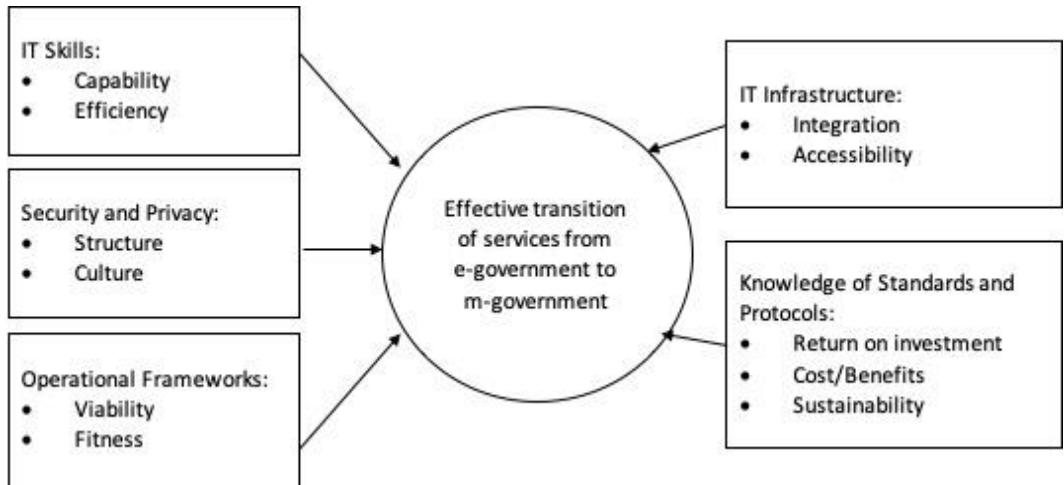 IT Skills:
• Capability
• Efficiency
Security and Privacy:
• Structure
• Culture
Operational Frameworks:
• Viability
• Fitness
Effective transition
of services from
e-government to
m-government
IT Infrastructure:
• Integration
• Accessibility
Knowledge of Standards and
Protocols:
• Return on investment
• Cost/Benefits
• Sustainability